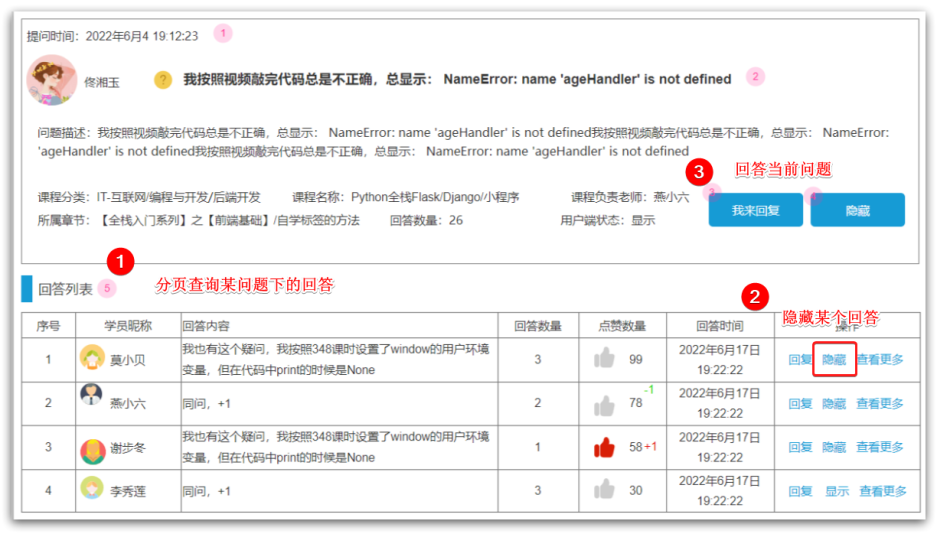 提问时间：2022年6月4 19:12:23 1
佟湘玉 ? 我按照视频敲完代码总是不正确，总显示： NameError: name 'ageHandler' is not defined 2
问题描述：我按照视频敲完代码总是不正确，总显示： NameError: name 'ageHandler' is not defined我按照视频敲完代码总是不正确，总显示： NameError:
'ageHandler' is not defined我按照视频敲完代码总是不正确，总显示： NameError: name 'ageHandler' is not defined
3 回答当前问题
课程分类：IT-互联网/编程与开发/后端开发 课程名称：Python全栈Flask/Django/小程序 课程负责老师：燕小六
所属章节：【全栈入门系列】之【前端基础】/自学标签的方法 回答数量：26 用户端状态：显示
我来回复 隐藏
1
回答列表 5 分页查询某问题下的回答
2 隐藏某个回答
序号 学员昵称 回答内容 回答数量 点赞数量 回答时间 操作
1 莫小贝 我也有这个疑问，我按照348课时设置了window的用户环境 3 99 2022年6月17日 回复 隐藏 查看更多
变量，但在代码中print的时候是None 19:22:22
2 燕小六 同问，+1 2 78 -1 2022年6月17日 回复 隐藏 查看更多
19:22:22
3 谢步冬 我也有这个疑问，我按照348课时设置了window的用户环境 1 58 +1 2022年6月17日 回复 隐藏 查看更多
变量，但在代码中print的时候是None 19:22:22
4 李秀莲 同问，+1 3 30 2022年6月17日 回复 显示 查看更多
19:22:22